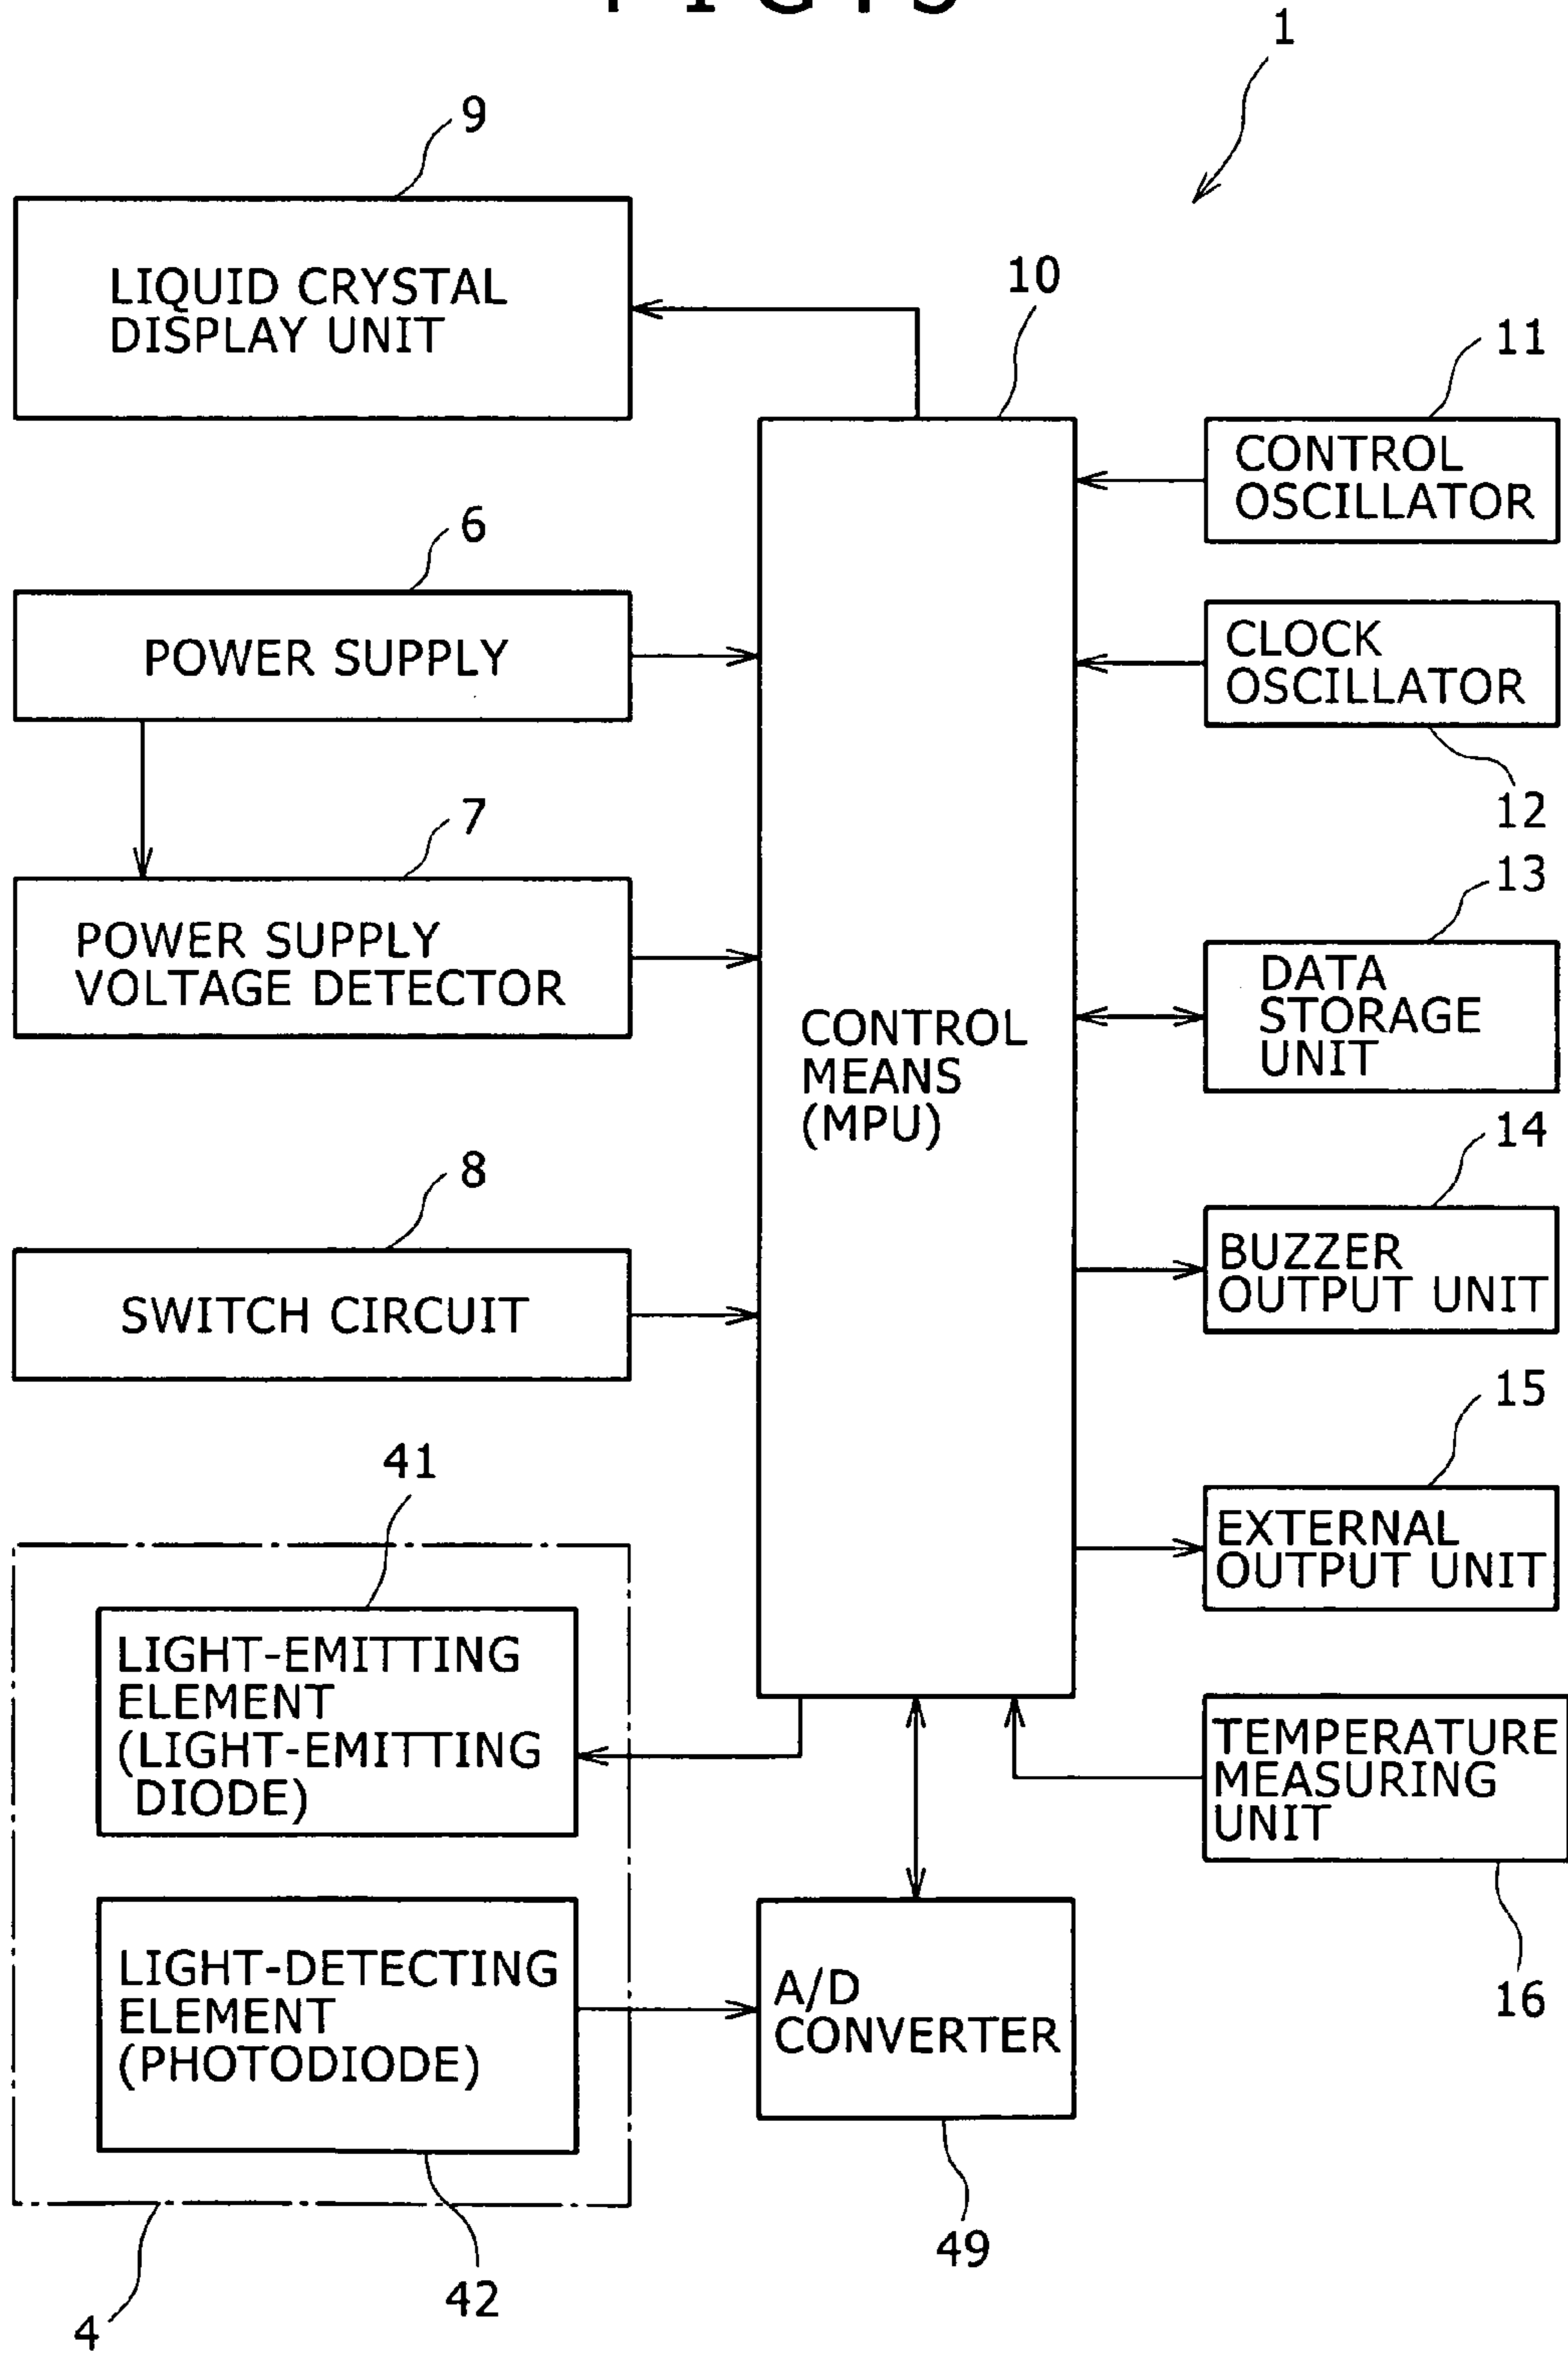 1
9
LIQUID CRYSTAL
DISPLAY UNIT
10
11
CONTROL
OSCILLATOR
6
POWER SUPPLY
CLOCK
OSCILLATOR
12
7
POWER SUPPLY
VOLTAGE DETECTOR
13
DATA
STORAGE
UNIT
CONTROL
MEANS
(MPU)
14
BUZZER
OUTPUT UNIT
8
SWITCH CIRCUIT
15
EXTERNAL
OUTPUT UNIT
41
LIGHT-EMITTING
ELEMENT
(LIGHT-EMITTING
DIODE)
TEMPERATURE
MEASURING
UNIT
16
LIGHT-DETECTING
ELEMENT
(PHOTODIODE)
A/D
CONVERTER
49
42
4